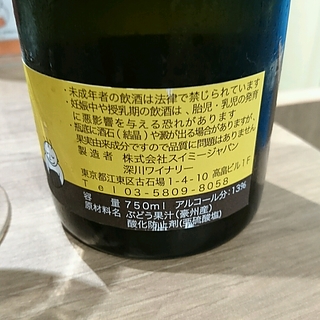 ・未成年者の飲酒は法律で禁じられています
・妊娠中や授乳期の飲酒は、胎児・乳児の発育
に悪影響を与える恐れがあります
・瓶底に酒石(結晶)や澱が出る場合がありますが、
果実由来成分ですので品質に問題はありません
製造者 株式会社スイミージャパン
深川ワイナリー
東京都江東区古石場1-4-10 高畠ビル1F
TEL 03-5809-8058
容量 750ml アルコール分:13%
原材料名 ぶどう果汁(豪州産)
酸化防止剤(亜硫酸塩)